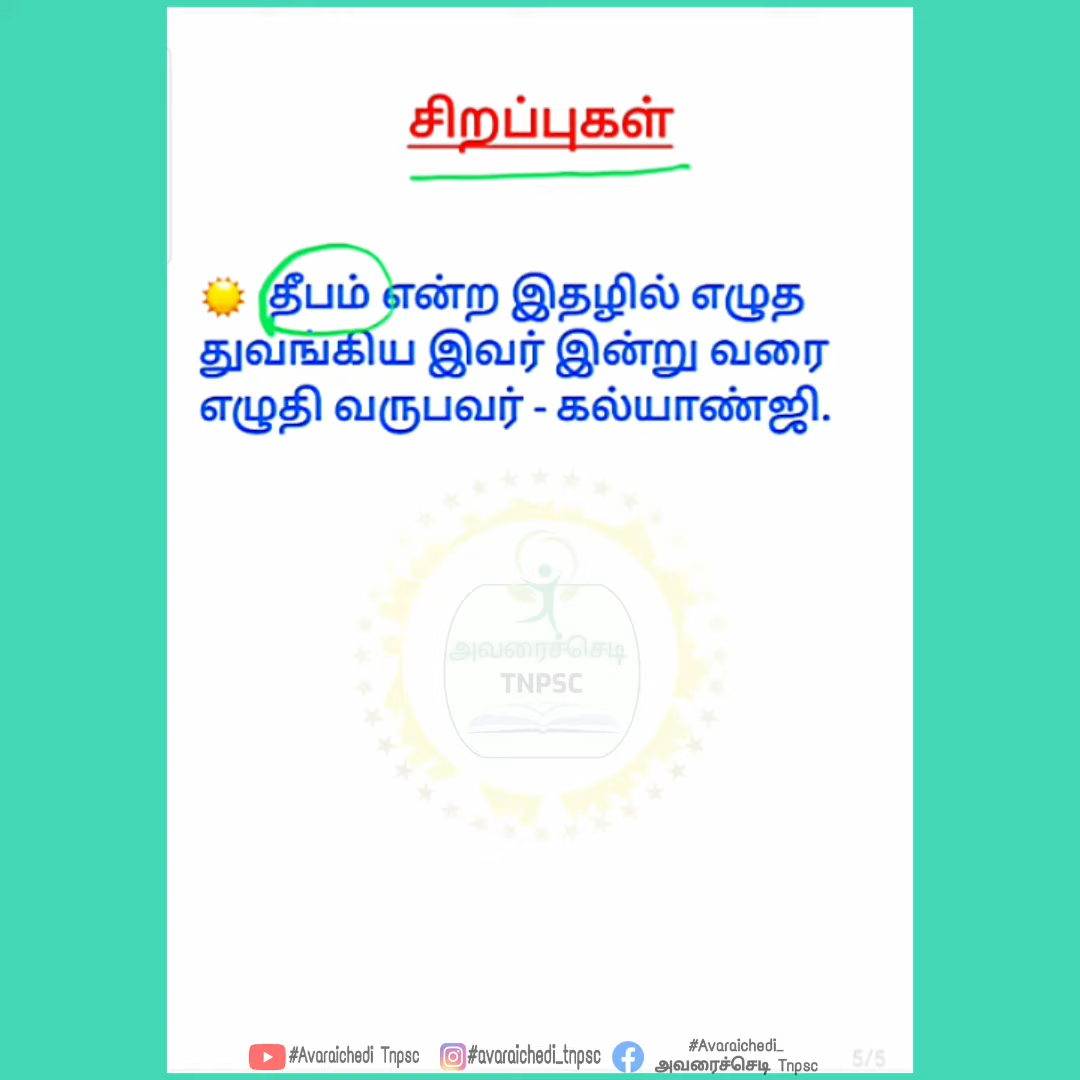 சிறப்புகள்
தீபம் என்ற இதழில் எழுத
துவங்கிய இவர் இன்று வரை
எழுதி வருபவர் - கல்யாண்ஜி.
அவரைச்செடி
TNPSC
#Avaraichedi Tnpsc
#avaraichedi_tnpsc
#Avaraichedi_
அவரைச்செடி Tnpsc
5/5